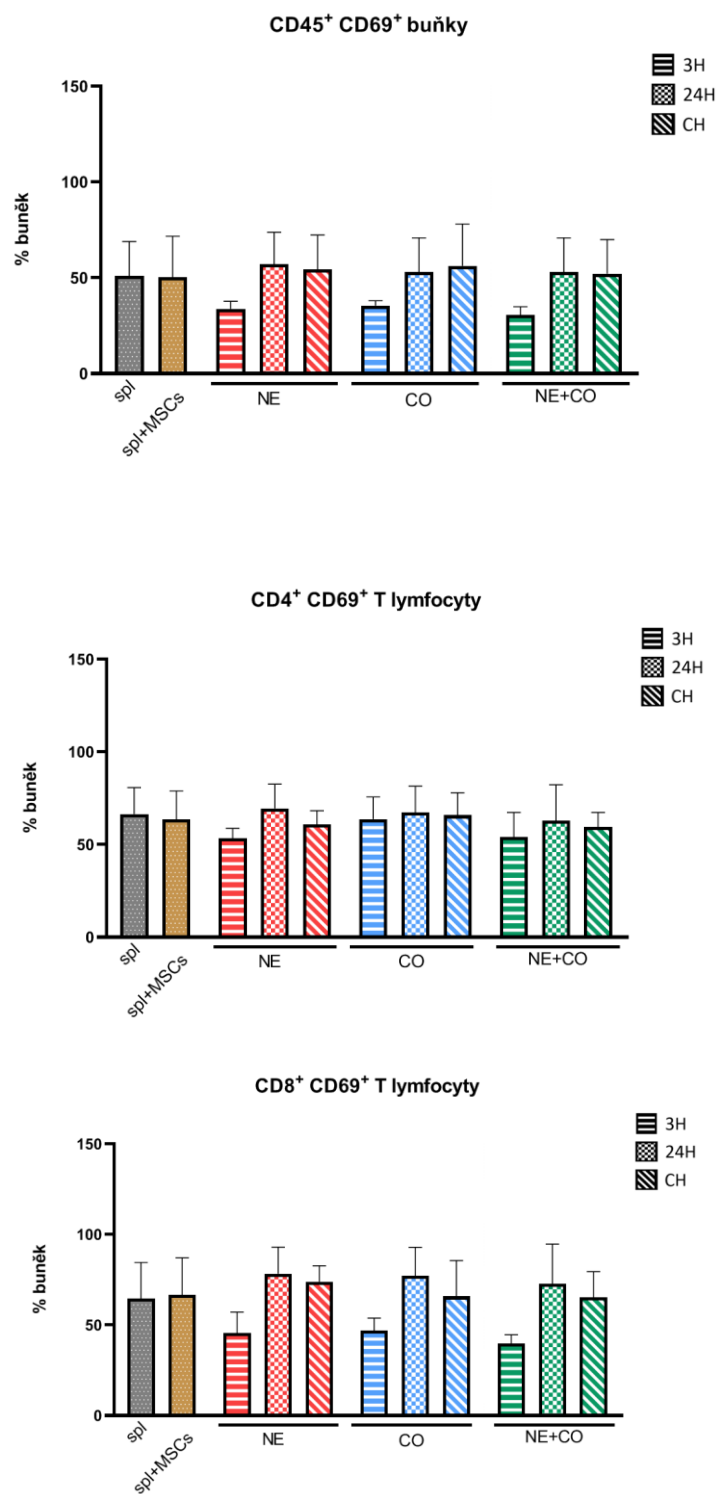 CD45⁺ CD69⁺ buňky
3H
24H
CH
% buněk
150
100
50
0
spl
spl+MSCs
NE
CO
NE+CO
CD4⁺ CD69⁺ T lymfocyty
3H
24H
CH
% buněk
150
100
50
0
spl
spl+MSCs
NE
CO
NE+CO
CD8⁺ CD69⁺ T lymfocyty
3H
24H
CH
% buněk
150
100
50
0
spl
spl+MSCs
NE
CO
NE+CO